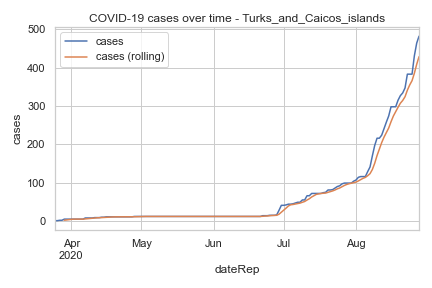 COVID-19 cases over time - Turks_and_Caicos_islands
cases
cases (rolling)
500
400
300
200
100
0
cases
Apr
2020
May
Jun
Jul
Aug
dateRep